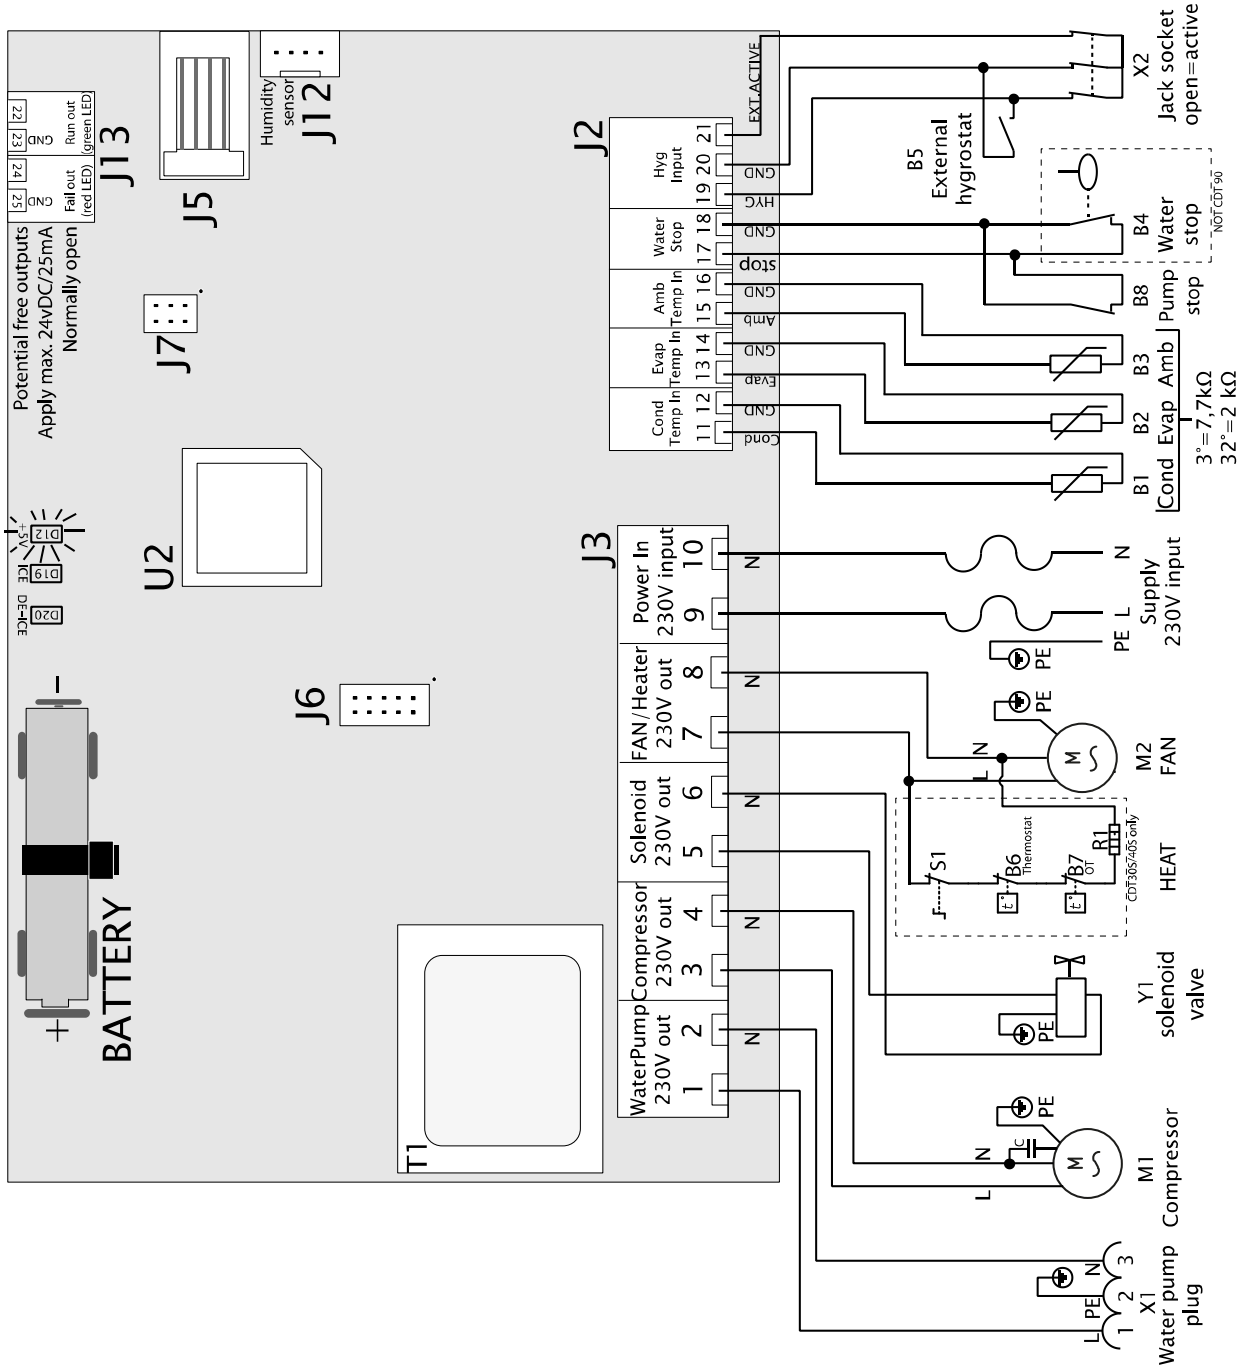 22
23
24
25
GND
GND
Run out
(green LED)
Fail out
(red LED)
J13
Potential free outputs
Apply max. 24vDC/25mA
Normally open
J5
Humidity
sensor
J12
J7
+5V
D12
ICE
D19
DE-ICE
D20
U2
J6
BATTERY
+
-
T1
J2
Hyg
Input
21
20
19
EXT.ACTIVE
GND
HYG
Water
Stop
18
17
GND
stop
Amb
Temp In
16
15
GND
Amb
Evap
Temp In
14
13
GND
Evap
Cond
Temp In
12
11
GND
Cond
J3
Power In
230V input
10
9
N
FAN/Heater
230V out
8
7
N
Solenoid
230V out
6
5
N
Compressor
230V out
4
3
N
WaterPump
230V out
2
1
N
X2
Jack socket
open=active
B5
External
hygrostat
B4
Water
stop
NOT CDT 90
B8
Pump
stop
B3
Amb
B2
Evap
B1
Cond
3°=7,7kΩ
32°=2 kΩ
N
L
PE
Supply
230V input
PE
PE
N
L
M
M2
FAN
S1
B6
Thermostat
t°
B7
OT
t°
R1
CDT30S/40S only
HEAT
PE
Y1
solenoid
valve
PE
C
N
L
M
M1
Compressor
N
PE
L
3
2
1
X1
Water pump
plug